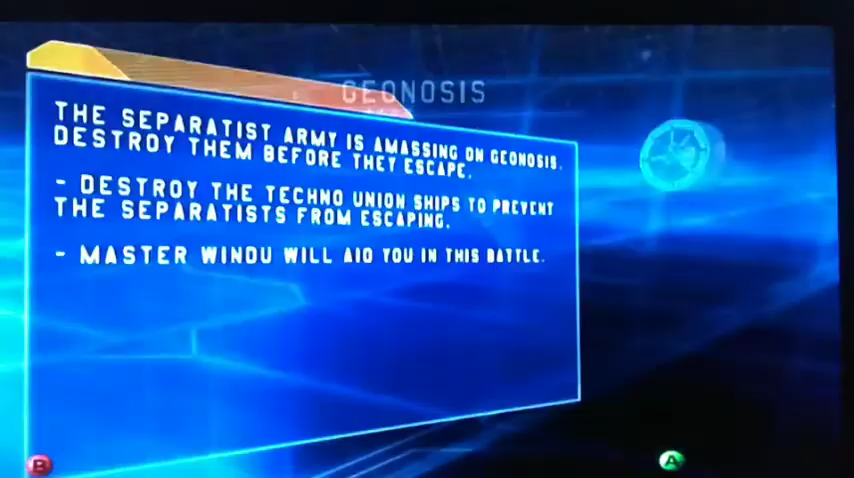 GEONOSIS
THE SEPARATIST ARMY IS AMASSING ON GEONOSIS.
DESTROY THEM BEFORE THEY ESCAPE.
- DESTROY THE TECHNO UNION SHIPS TO PREVENT
THE SEPARATISTS FROM ESCAPING.
- MASTER WINDU WILL AID YOU IN THIS BATTLE.
B
A